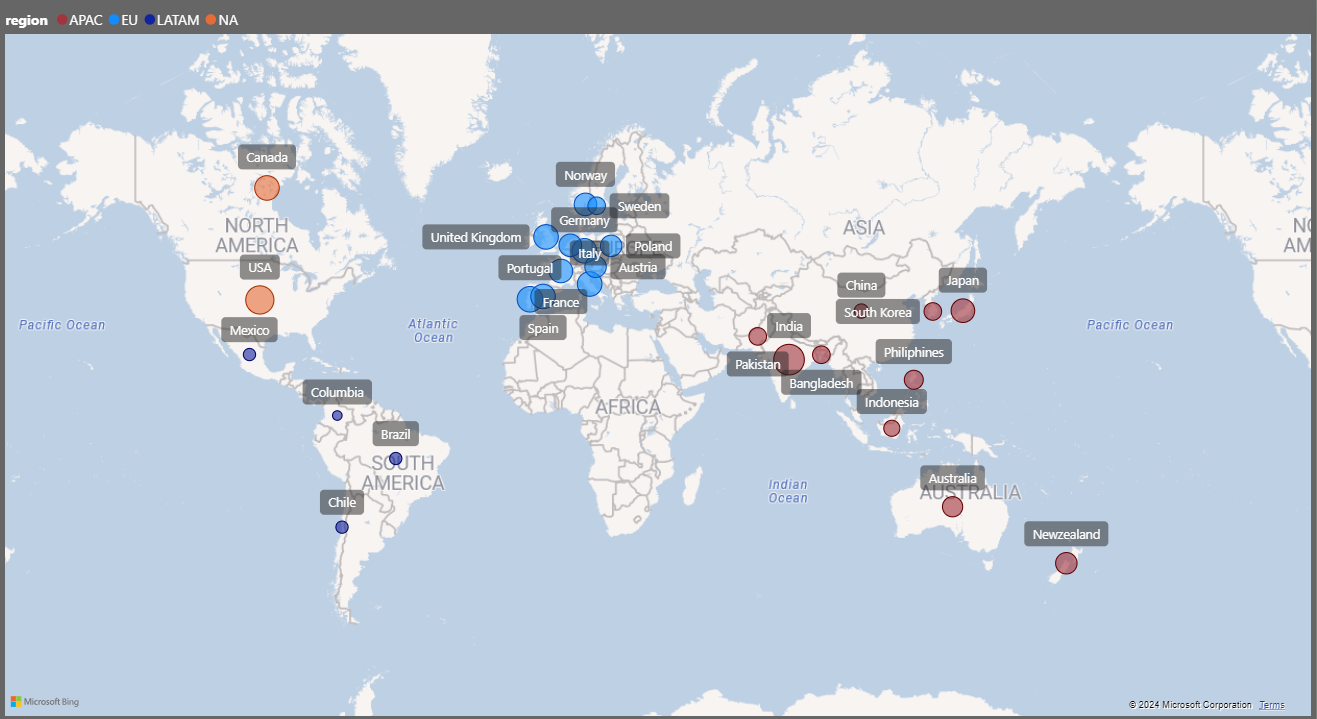 region APAC EU LATAM NA
Canada
Norway
Sweden
Germany
United Kingdom
Italy
Poland
NORTH
AMERICA
ASIA
USA
Portugal
Austria
China
Japan
France
South Korea
Spain
Pacific Ocean
Atlantic
Ocean
Mexico
India
Pacific Ocean
Pakistan
Philiphines
Bangladesh
Columbia
AFRICA
Indonesia
Brazil
SOUTH
AMERICA
Chile
Indian
Ocean
Australia
AUSTRALIA
Newzealand
Microsoft Bing
© 2024 Microsoft Corporation Terms